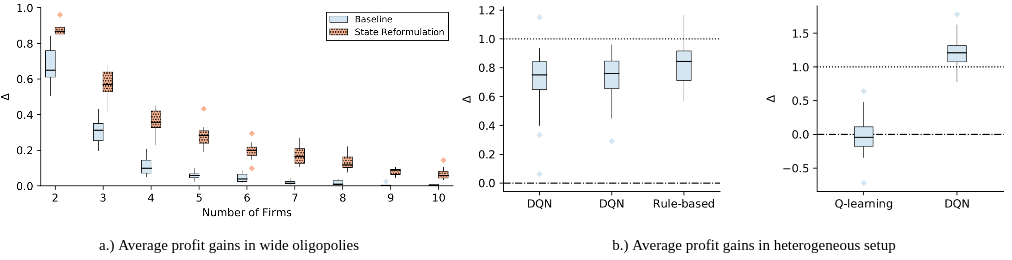 1.0
0.8
0.6
0.4
0.2
0.0
Δ
2 3 4 5 6 7 8 9 10
Number of Firms
Baseline
State Reformulation
a.) Average profit gains in wide oligopolies
1.2
1.0
0.8
0.6
0.4
0.2
0.0
Δ
DQN DQN Rule-based
1.5
1.0
0.5
0.0
−0.5
Δ
Q-learning DQN
b.) Average profit gains in heterogeneous setup